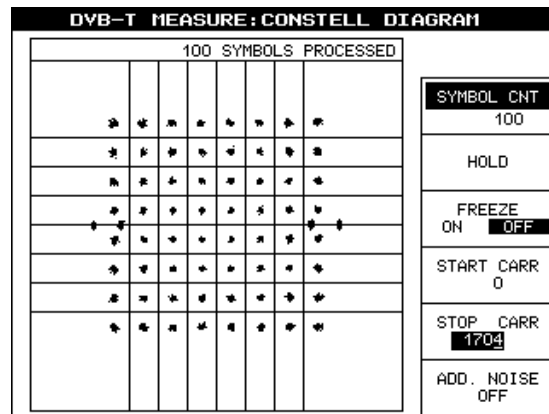 DVB-T MEASURE:CONSTELL DIAGRAM
100 SYMBOLS PROCESSED
SYMBOL CNT
100
HOLD
FREEZE
ON OFF
START CARR
0
STOP CARR
1704
ADD. NOISE
OFF